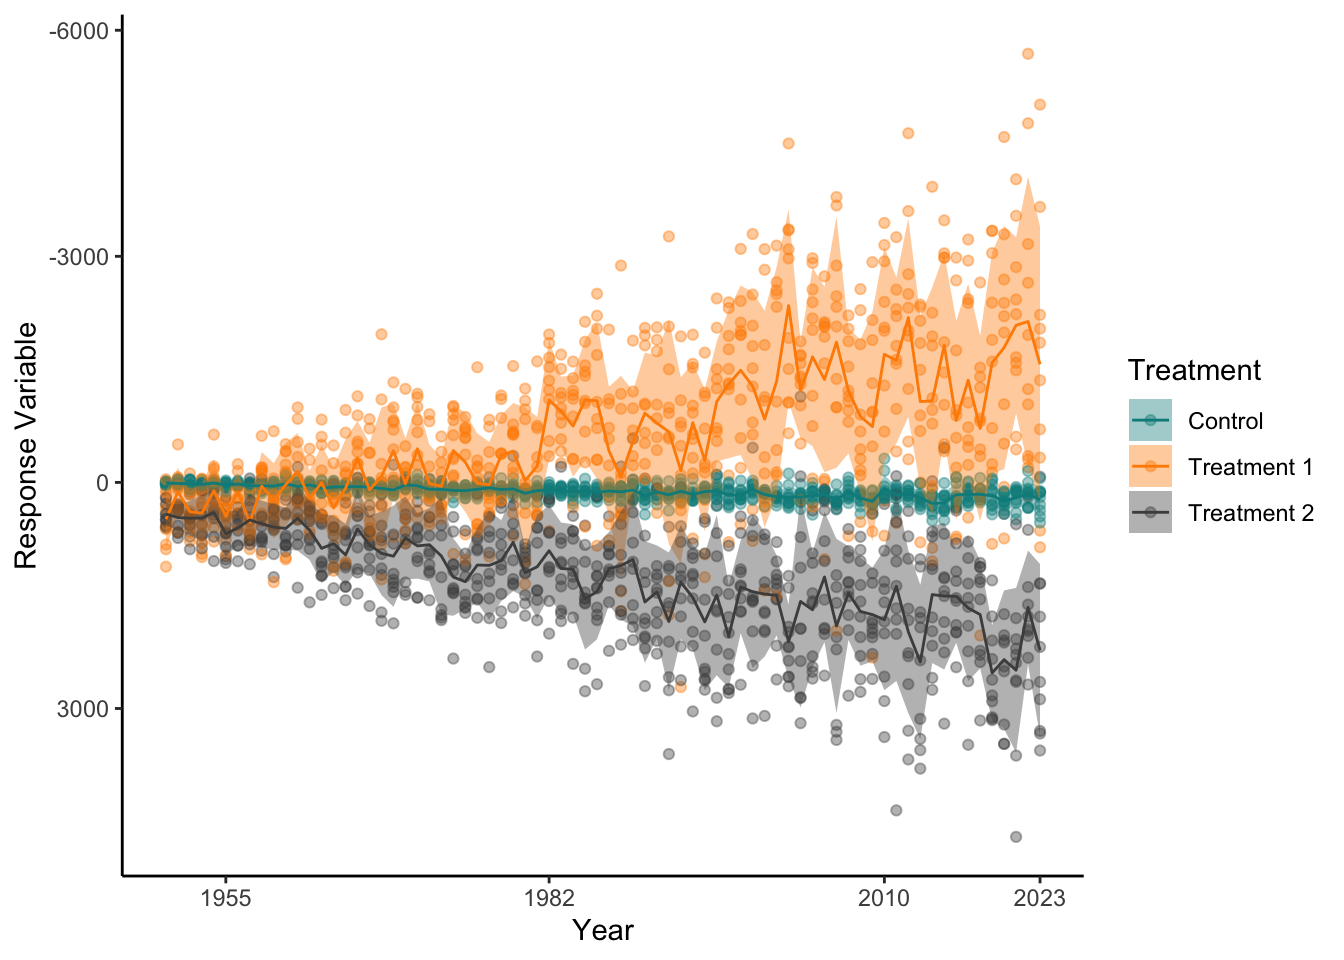 -6000
-3000
0
3000
Response Variable
1955
1982
2010
2023
Year
Treatment
Control
Treatment 1
Treatment 2